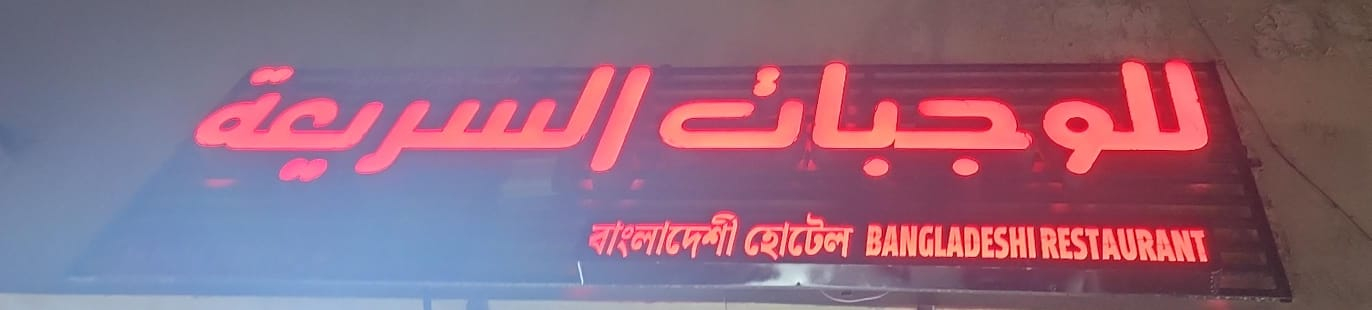 للوجبات السريعة
বাংলাদেশী হোটেল BANGLADESHI RESTAURANT